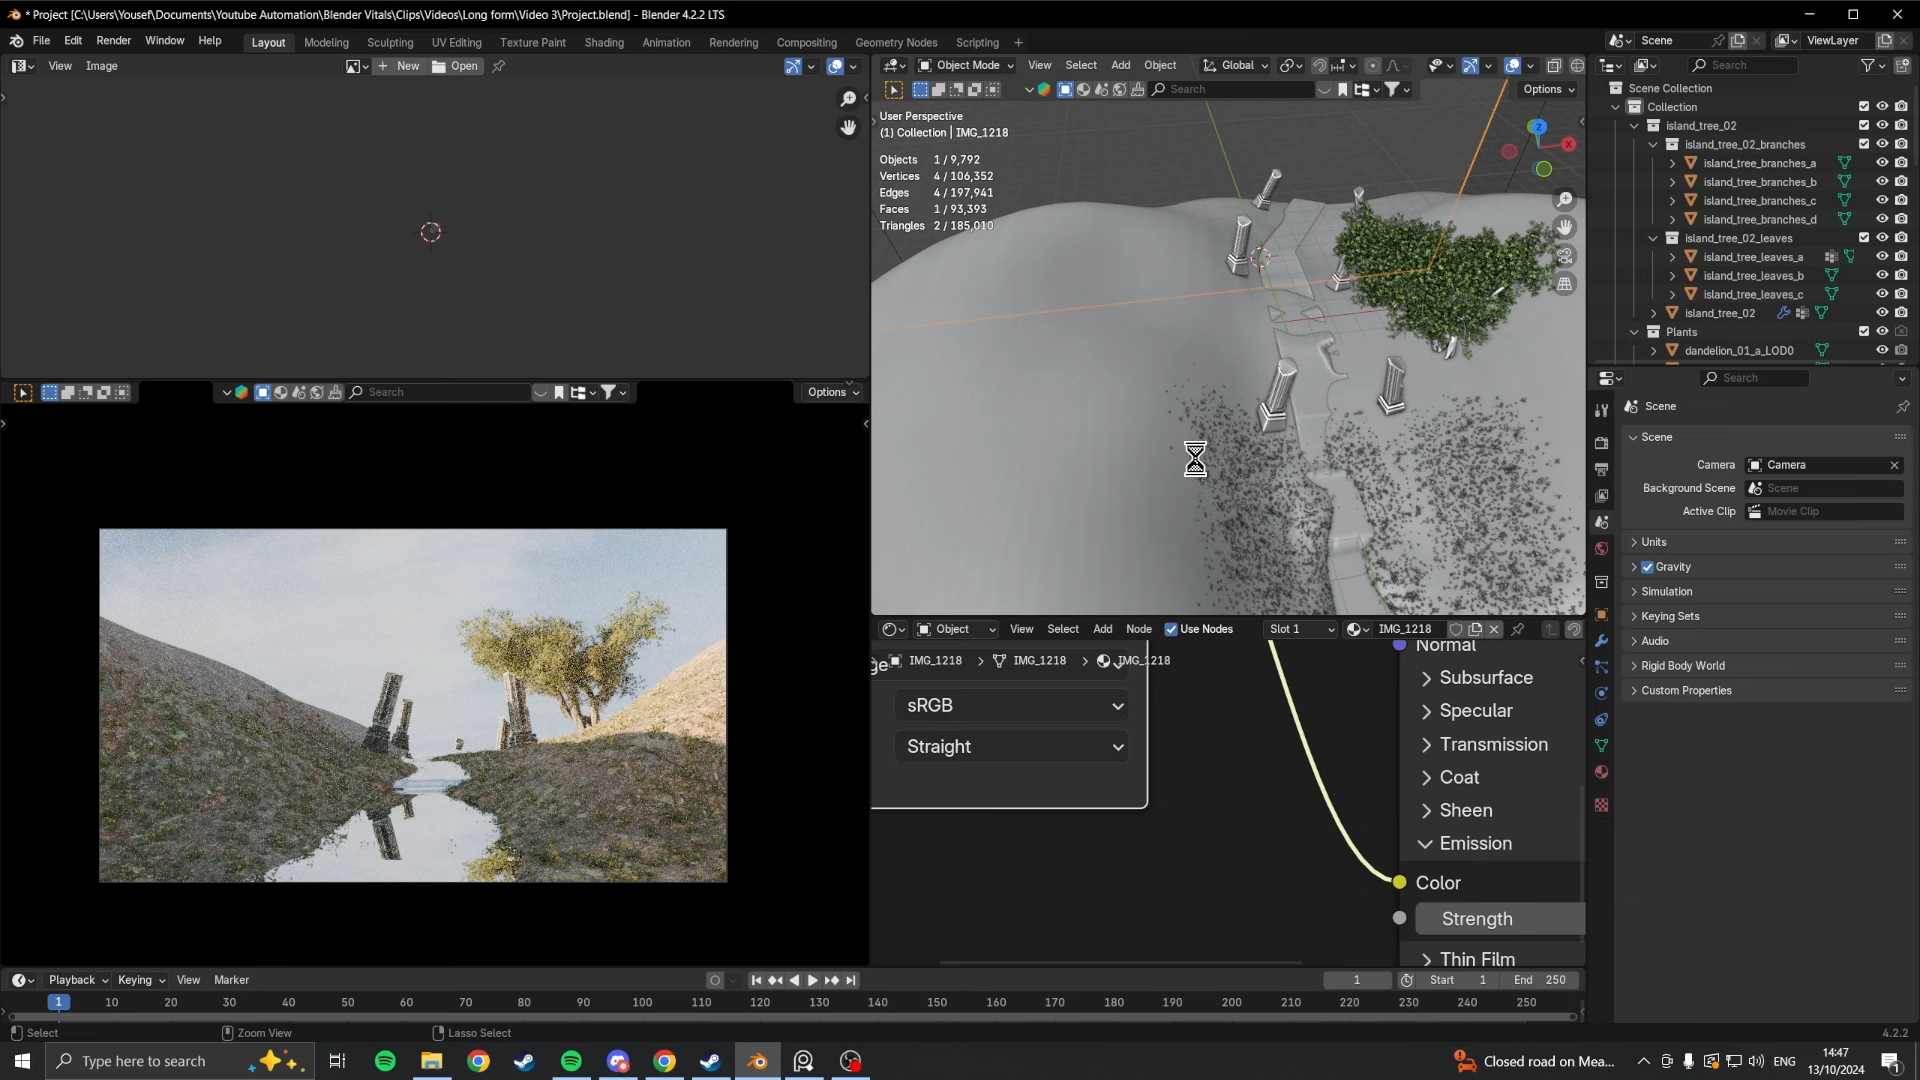 * Project [C:\Users\Yousef\Documents\Youtube Automation\Blender Vitals\Clips\Videos\Long form\Video 3\Project.blend] - Blender 4.2.2 LTS
File Edit Render Window Help Layout Modeling Sculpting UV Editing Texture Paint Shading Animation Rendering Compositing Geometry Nodes Scripting + Scene ViewLayer
View Image + New Open Object Mode View Select Add Object Global Search
Search Options
User Perspective
(1) Collection | IMG_1218
Objects 1 / 9,792
Vertices 4 / 106,352
Edges 4 / 197,941
Faces 1 / 93,393
Triangles 2 / 185,010
Z
X
Scene Collection
Collection
island_tree_02
island_tree_02_branches
island_tree_branches_a
island_tree_branches_b
island_tree_branches_c
island_tree_branches_d
island_tree_02_leaves
island_tree_leaves_a
island_tree_leaves_b
island_tree_leaves_c
island_tree_02
Plants
dandelion_01_a_LOD0
Search Options
Search
Scene
Scene
Camera Camera
Background Scene Scene
Active Clip Movie Clip
Units
Gravity
Simulation
Keying Sets
Audio
Rigid Body World
Custom Properties
Object View Select Add Node Use Nodes Slot 1 IMG_1218
ge IMG_1218 > IMG_1218 > IMG_1218
sRGB
Straight
Normal
Subsurface
Specular
Transmission
Coat
Sheen
Emission
Color
Strength
Thin Film
Playback Keying View Marker 1 Start 1 End 250
1 10 20 30 40 50 60 70 80 90 100 110 120 130 140 150 160 170 180 190 200 210 220 230 240 250
Select Zoom View Lasso Select 4.2.2
Type here to search Closed road on Mea... ENG 14:47
13/10/2024 1